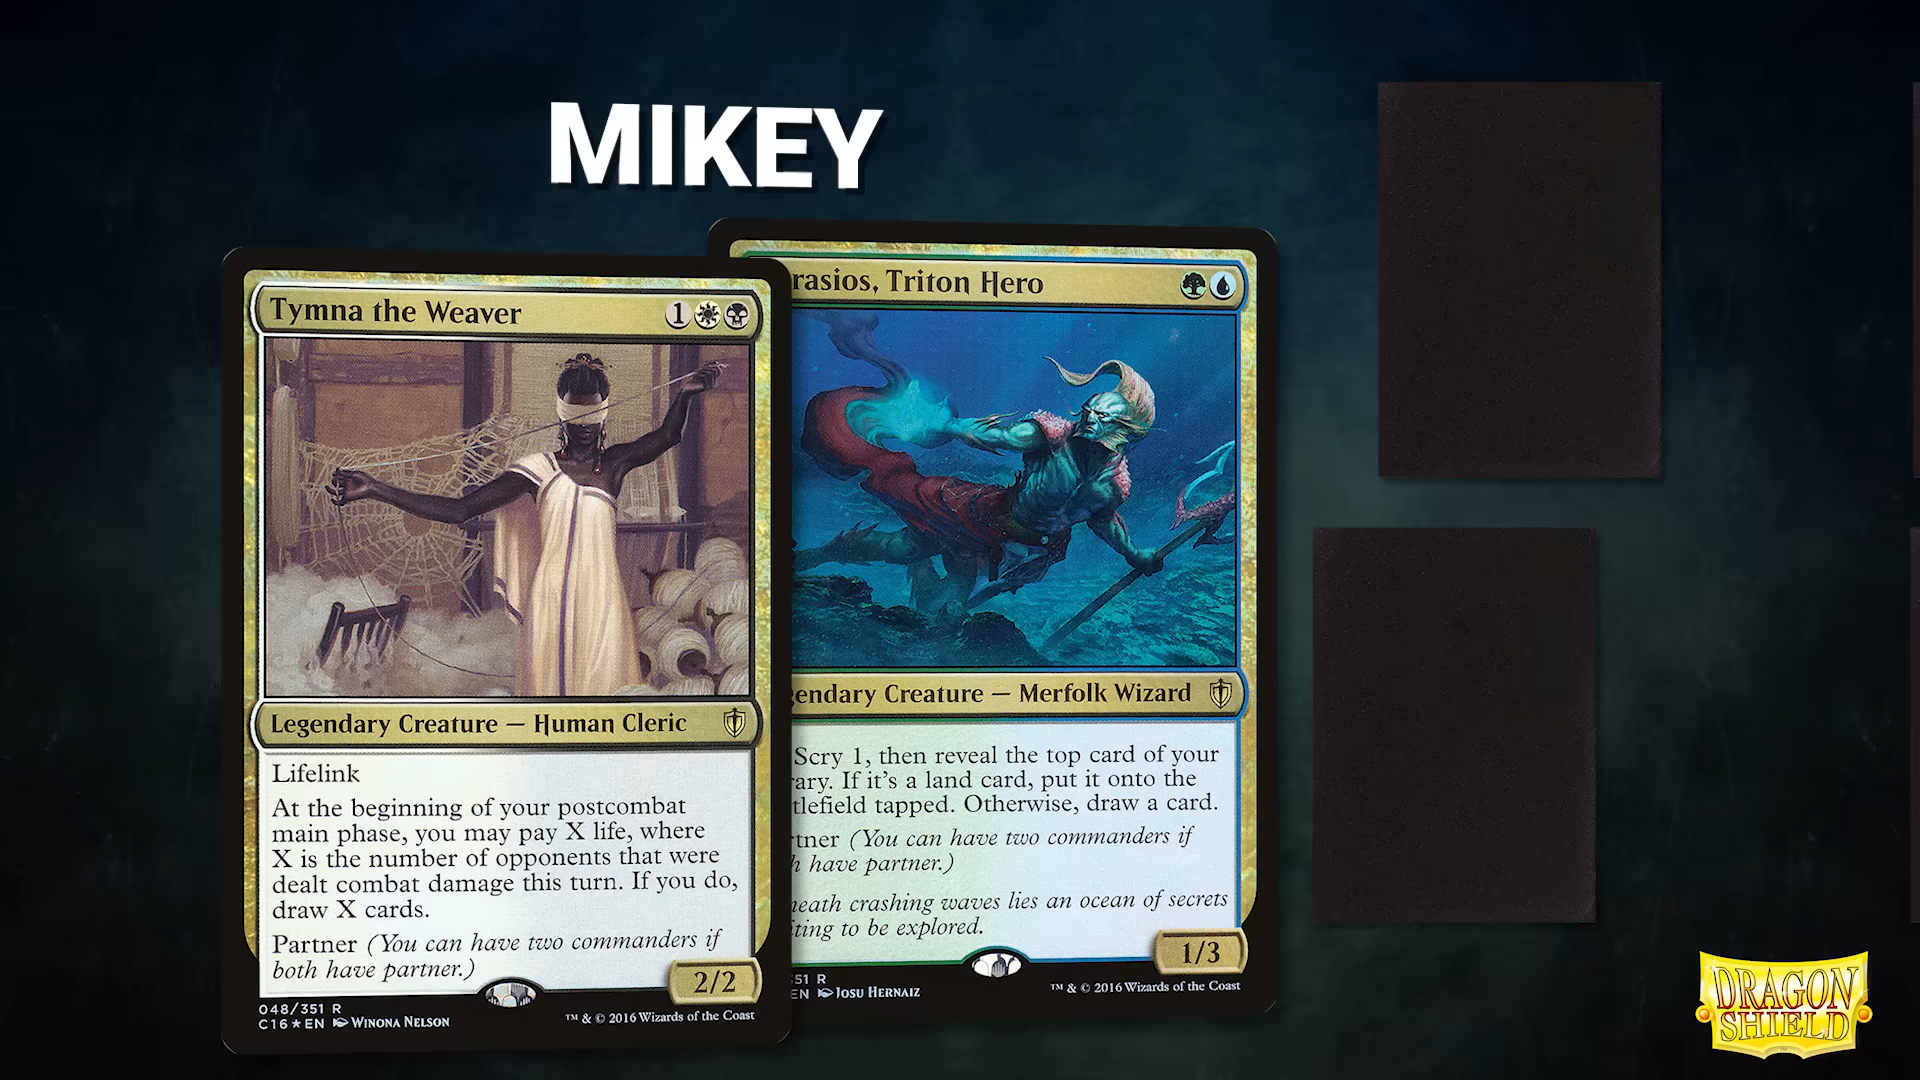 MIKEY
Tymna the Weaver 1
Legendary Creature — Human Cleric
Lifelink
At the beginning of your postcombat
main phase, you may pay X life, where
X is the number of opponents that were
dealt combat damage this turn. If you do,
draw X cards.
Partner (You can have two commanders if
both have partner.)
2/2
048/351 R
C16★EN Winona Nelson
™ & © 2016 Wizards of the Coast
rasios, Triton Hero
gendary Creature — Merfolk Wizard
Scry 1, then reveal the top card of your
rary. If it's a land card, put it onto the
tlefield tapped. Otherwise, draw a card.
rtner (You can have two commanders if
h have partner.)
neath crashing waves lies an ocean of secrets
iting to be explored.
1/3
51 R
EN Josu Hernaiz
™ & © 2016 Wizards of the Coast
DRAGON
SHIELD